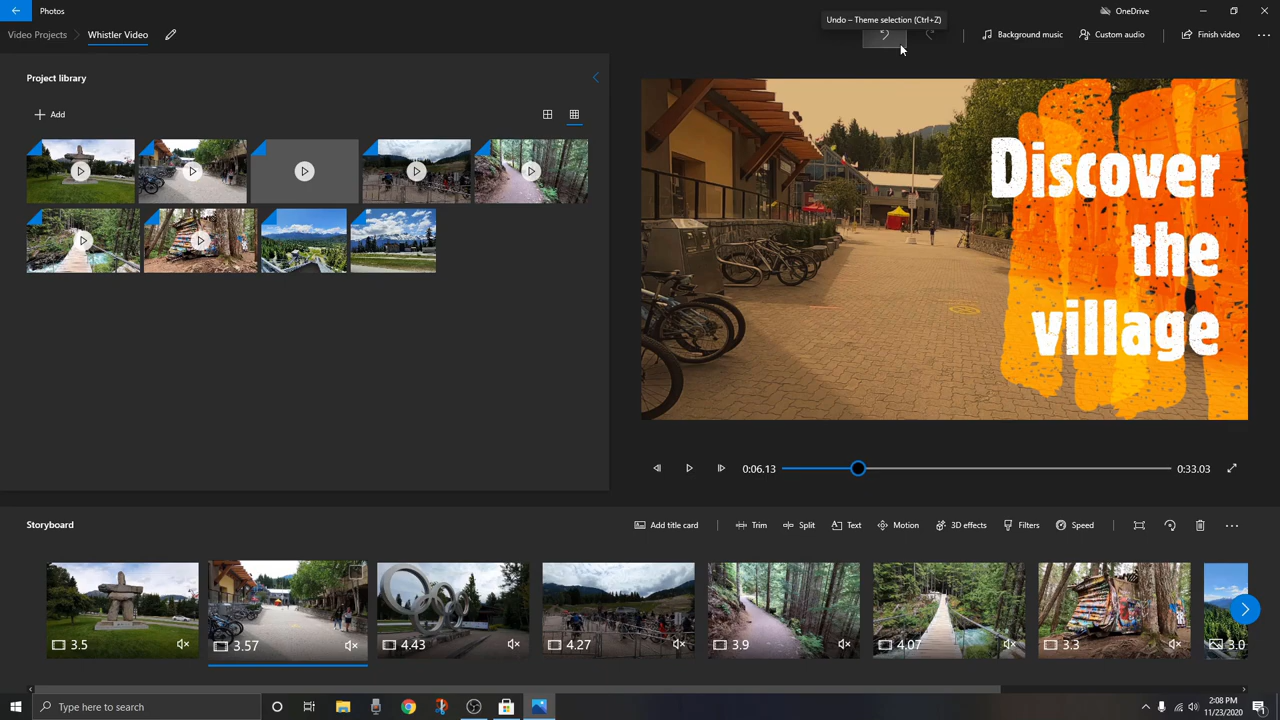 Photos
OneDrive
Undo – Theme selection (Ctrl+Z)
Video Projects
Whistler Video
Background music
Custom audio
Finish video
Project library
Add
Discover
the
village
0:06.13
0:33.03
Storyboard
Add title card
Trim
Split
Text
Motion
3D effects
Filters
Speed
3.5
3.57
4.43
4.27
3.9
4.07
3.3
3.0
Type here to search
2:08 PM
11/23/2020
1